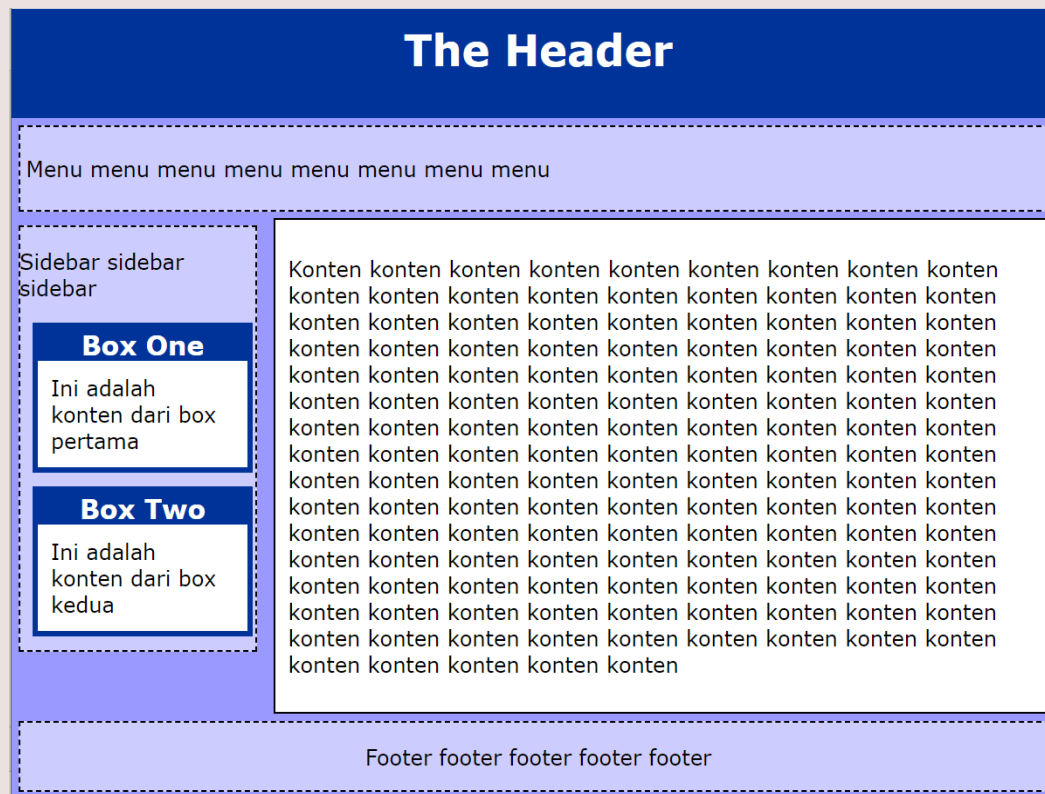 The Header
Menu menu menu menu menu menu menu menu
Sidebar sidebar
sidebar
Box One
Ini adalah
konten dari box
pertama
Box Two
Ini adalah
konten dari box
kedua
Konten konten konten konten konten konten konten konten konten
konten konten konten konten konten konten konten konten konten
konten konten konten konten konten konten konten konten konten
konten konten konten konten konten konten konten konten konten
konten konten konten konten konten konten konten konten konten
konten konten konten konten konten konten konten konten konten
konten konten konten konten konten konten konten konten konten
konten konten konten konten konten konten konten konten konten
konten konten konten konten konten konten konten konten konten
konten konten konten konten konten konten konten konten konten
konten konten konten konten konten konten konten konten konten
konten konten konten konten konten konten konten konten konten
konten konten konten konten konten konten konten konten konten
konten konten konten konten konten konten konten konten konten
konten konten konten konten konten konten konten konten konten
konten konten konten konten konten
Footer footer footer footer footer